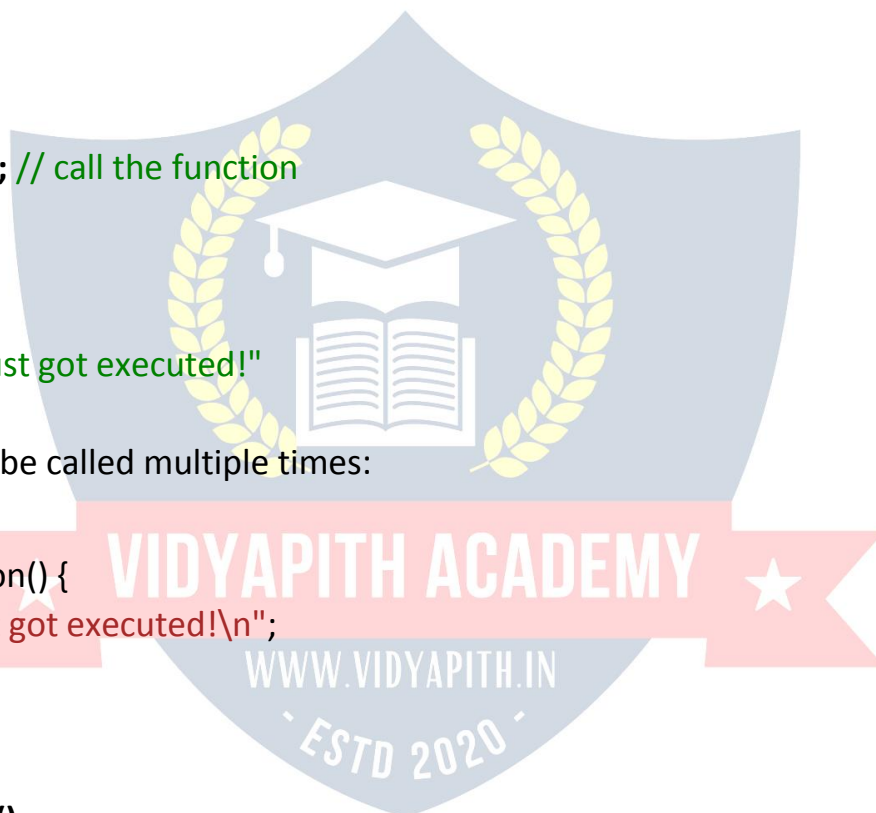 ; // call the function
ust got executed!"
be called multiple times:
on() {
VIDYAPITH ACADEMY
got executed!\n";
WWW.VIDYAPITH.IN
- ESTD 2020 -